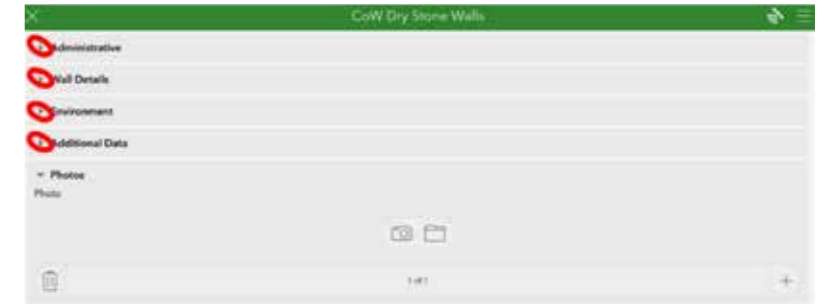 CoW Dry Stone Walls
Administrative
Wall Details
Environment
Additional Data
Photos
Photo
1 of 1